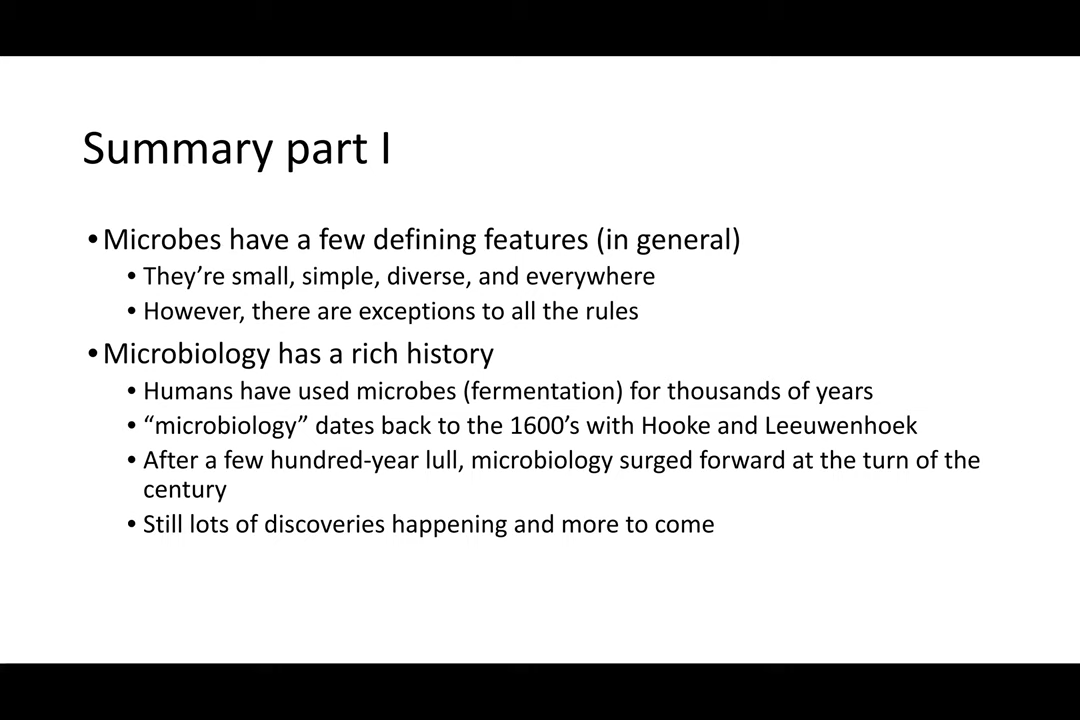 Summary part I
•Microbes have a few defining features (in general)
• They’re small, simple, diverse, and everywhere
• However, there are exceptions to all the rules
•Microbiology has a rich history
• Humans have used microbes (fermentation) for thousands of years
• “microbiology” dates back to the 1600’s with Hooke and Leeuwenhoek
• After a few hundred-year lull, microbiology surged forward at the turn of the
century
• Still lots of discoveries happening and more to come